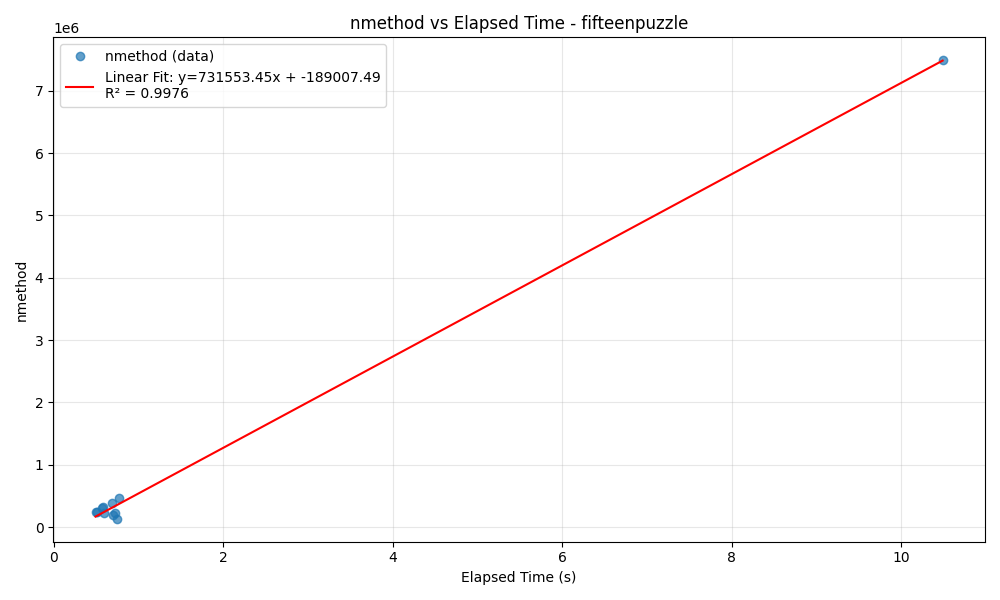 nmethod vs Elapsed Time - fifteenpuzzle
1e6
nmethod (data)
Linear Fit: y=731553.45x + -189007.49
R² = 0.9976
7
6
5
4
3
2
1
0
nmethod
0 2 4 6 8 10
Elapsed Time (s)